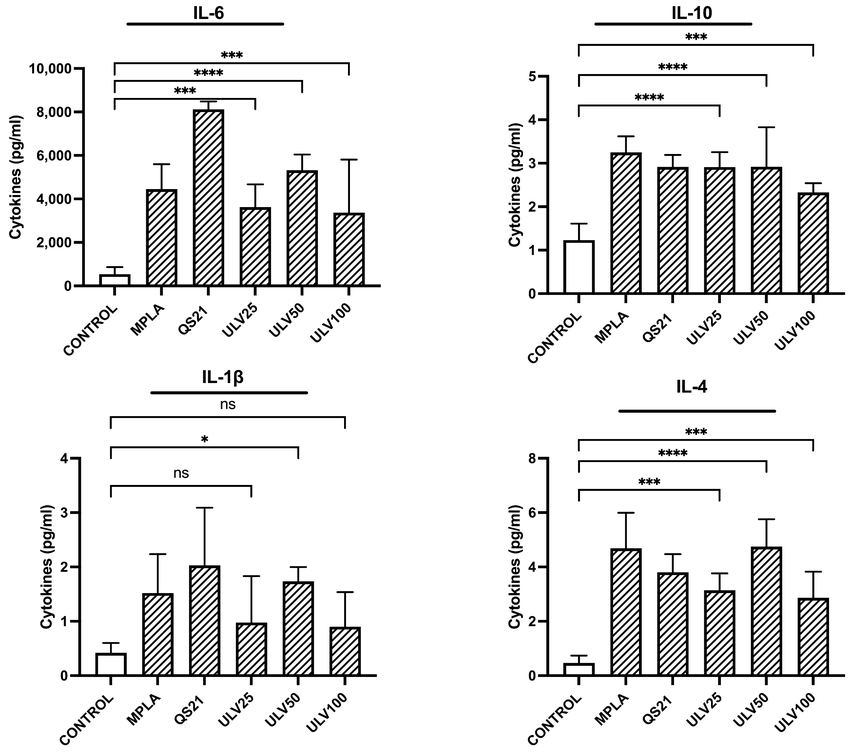 IL-6
***
****
***
10,000
8,000
6,000
4,000
2,000
0
Cytokines (pg/ml)
CONTROL
MPLA
QS21
ULV25
ULV50
ULV100
IL-10
***
****
****
5
4
3
2
1
0
Cytokines (pg/ml)
CONTROL
MPLA
QS21
ULV25
ULV50
ULV100
IL-1β
ns
*
ns
4
3
2
1
0
Cytokines (pg/ml)
CONTROL
MPLA
QS21
ULV25
ULV50
ULV100
IL-4
***
****
***
8
6
4
2
0
Cytokines (pg/ml)
CONTROL
MPLA
QS21
ULV25
ULV50
ULV100